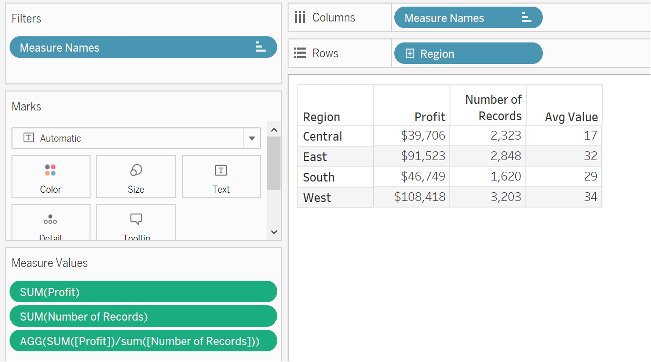 Filters
Measure Names
Marks
Automatic
Color Size Text
Detail Tooltip
Measure Values
SUM(Profit)
SUM(Number of Records)
AGG(SUM([Profit])/sum([Number of Records]))
Columns Measure Names
Rows Region
Number of
Region Profit Records Avg Value
Central $39,706 2,323 17
East $91,523 2,848 32
South $46,749 1,620 29
West $108,418 3,203 34